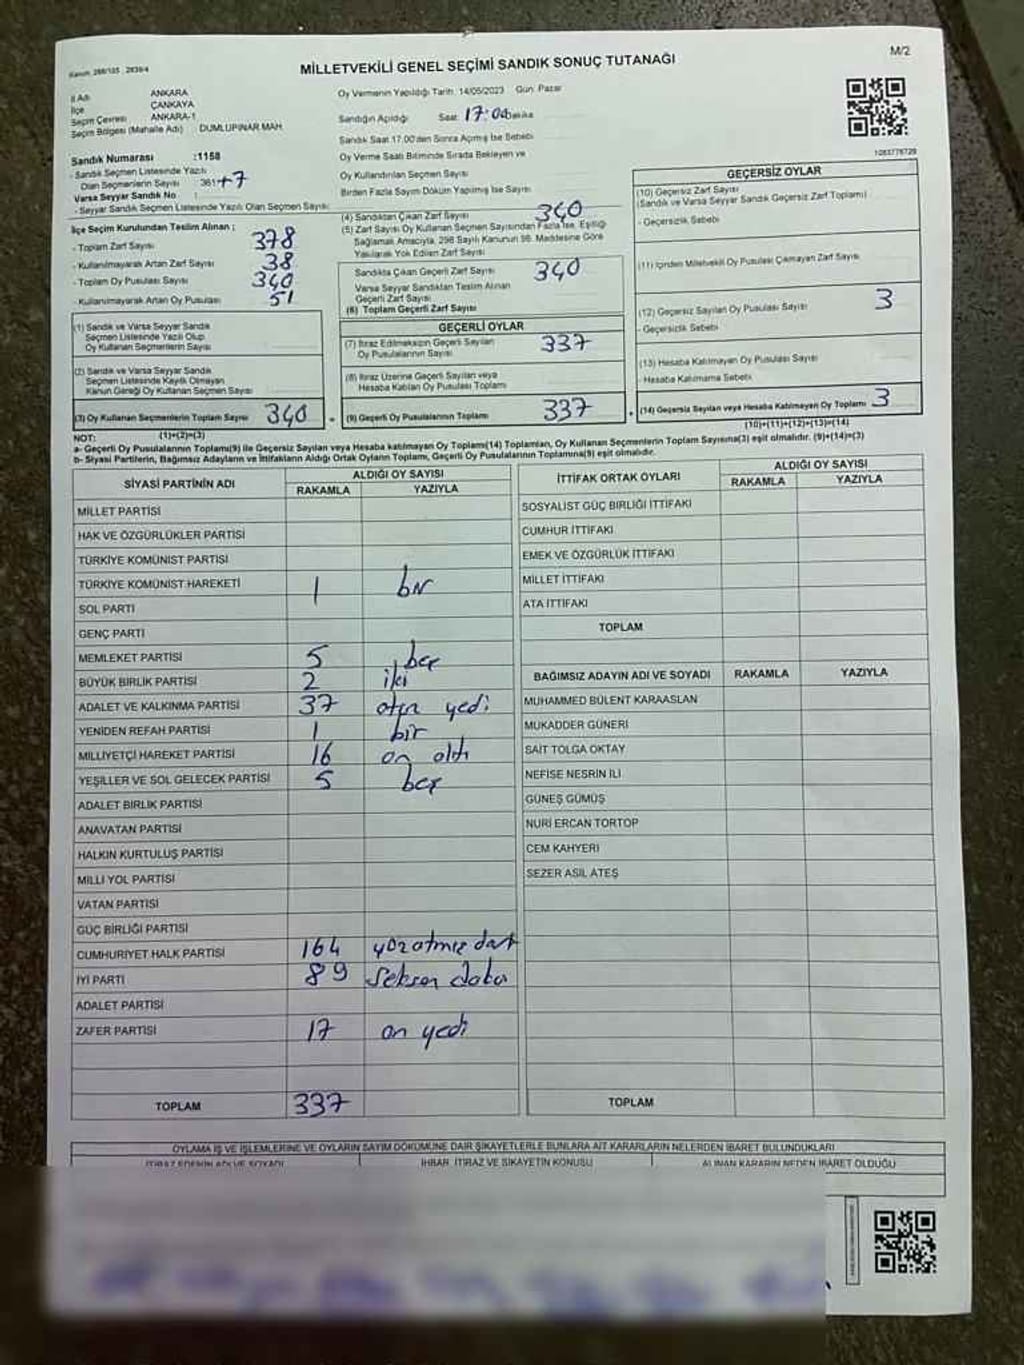 Kanun: 298/105 , 2839/4
M/2
MİLLETVEKİLİ GENEL SEÇİMİ SANDIK SONUÇ TUTANAĞI
İl Adı ANKARA
İlçe ÇANKAYA
Seçim Çevresi ANKARA-1
Seçim Bölgesi (Mahalle Adı) DUMLUPINAR MAH.
Oy Vermenin Yapıldığı Tarih: 14/05/2023 Gün: Pazar
Sandığın Açıldığı Saat: 17:00 Dakika
Sandık Saat 17.00'den Sonra Açılmış İse Sebebi
Sandık Numarası :1158
- Sandık Seçmen Listesinde Yazılı
Olan Seçmenlerin Sayısı : 361+7
Varsa Seyyar Sandık No :
- Seyyar Sandık Seçmen Listesinde Yazılı Olan Seçmen Sayısı:
Oy Verme Saati Bitiminde Sırada Bekleyen ve
Oy Kullandırılan Seçmen Sayısı
Birden Fazla Sayım Döküm Yapılmış İse Sayısı
İlçe Seçim Kurulundan Teslim Alınan ;
- Toplam Zarf Sayısı 378
- Kullanılmayarak Artan Zarf Sayısı 38
- Toplam Oy Pusulası Sayısı 340
- Kullanılmayarak Artan Oy Pusulası 51
(4) Sandıktan Çıkan Zarf Sayısı 340
(5) Zarf Sayısı Oy Kullanan Seçmen Sayısından Fazla İse, Eşitliği
Sağlamak Amacıyla, 298 Sayılı Kanunun 98. Maddesine Göre
Yakılarak Yok Edilen Zarf Sayısı
Sandıkta Çıkan Geçerli Zarf Sayısı 340
Varsa Seyyar Sandıktan Teslim Alınan
Geçerli Zarf Sayısı
(6) Toplam Geçerli Zarf Sayısı
GEÇERSİZ OYLAR
(10) Geçersiz Zarf Sayısı
(Sandık ve Varsa Seyyar Sandık Geçersiz Zarf Toplamı)
- Geçersizlik Sebebi
(11) İçinden Milletvekili Oy Pusulası Çıkmayan Zarf Sayısı
(12) Geçersiz Sayılan Oy Pusulası Sayısı 3
- Geçersizlik Sebebi
(13) Hesaba Katılmayan Oy Pusulası Sayısı
- Hesaba Katılmama Sebebi
(14) Geçersiz Sayılan veya Hesaba Katılmayan Oy Toplamı 3
(10)+(11)+(12)+(13)=(14)
(1) Sandık ve Varsa Seyyar Sandık
Seçmen Listesinde Yazılı Olup
Oy Kullanan Seçmenlerin Sayısı
(2) Sandık ve Varsa Seyyar Sandık
Seçmen Listesinde Kayıtlı Olmayan
Kanun Gereği Oy Kullanan Seçmen Sayısı
(3) Oy Kullanan Seçmenlerin Toplam Sayısı 340
(1)+(2)=(3)
GEÇERLİ OYLAR
(7) İtiraz Edilmeksizin Geçerli Sayılan
Oy Pusulalarının Sayısı 337
(8) İtiraz Üzerine Geçerli Sayılan veya
Hesaba Katılan Oy Pusulası Toplamı
(9) Geçerli Oy Pusulalarının Toplamı 337
NOT:
a- Geçerli Oy Pusulalarının Toplamı(9) ile Geçersiz Sayılan veya Hesaba katılmayan Oy Toplamı(14) Toplamları, Oy Kullanan Seçmenlerin Toplam Sayısına(3) eşit olmalıdır. (9)+(14)=(3)
b- Siyasi Partilerin, Bağımsız Adayların ve İttifakların Aldığı Ortak Oyların Toplamı, Geçerli Oy Pusulalarının Toplamına(9) eşit olmalıdır.
SİYASİ PARTİNİN ADI ALDIĞI OY SAYISI
RAKAMLA YAZIYLA
MİLLET PARTİSİ
HAK VE ÖZGÜRLÜKLER PARTİSİ
TÜRKİYE KOMÜNİST PARTİSİ
TÜRKİYE KOMÜNİST HAREKETİ 1 bir
SOL PARTİ
GENÇ PARTİ
MEMLEKET PARTİSİ 5 beş
BÜYÜK BİRLİK PARTİSİ 2 iki
ADALET VE KALKINMA PARTİSİ 37 otuz yedi
YENİDEN REFAH PARTİSİ 1 bir
MİLLİYETÇİ HAREKET PARTİSİ 16 on altı
YEŞİLLER VE SOL GELECEK PARTİSİ 5 beş
ADALET BİRLİK PARTİSİ
ANAVATAN PARTİSİ
HALKIN KURTULUŞ PARTİSİ
MİLLİ YOL PARTİSİ
VATAN PARTİSİ
GÜÇ BİRLİĞİ PARTİSİ
CUMHURİYET HALK PARTİSİ 164 yüz atmış dört
İYİ PARTİ 89 seksen dokuz
ADALET PARTİSİ
ZAFER PARTİSİ 17 on yedi
TOPLAM 337
İTTİFAK ORTAK OYLARI ALDIĞI OY SAYISI
RAKAMLA YAZIYLA
SOSYALİST GÜÇ BİRLİĞİ İTTİFAKI
CUMHUR İTTİFAKI
EMEK VE ÖZGÜRLÜK İTTİFAKI
MİLLET İTTİFAKI
ATA İTTİFAKI
TOPLAM
BAĞIMSIZ ADAYIN ADI VE SOYADI RAKAMLA YAZIYLA
MUHAMMED BÜLENT KARAASLAN
MUKADDER GÜNERİ
SAİT TOLGA OKTAY
NEFİSE NESRİN İLİ
GÜNEŞ GÜMÜŞ
NURİ ERCAN TORTOP
CEM KAHYERİ
SEZER ASİL ATEŞ
TOPLAM
OYLAMA İŞ VE İŞLEMLERİNE VE OYLARIN SAYIM DÖKÜMÜNE DAİR ŞİKAYETLERLE BUNLARA AİT KARARLARIN NELERDEN İBARET BULUNDUKLARI
İTİRAZ EDENİN ADI VE SOYADI İHBAR, İTİRAZ VE ŞİKAYETİN KONUSU ALINAN KARARIN NEDEN İBARET OLDUĞU